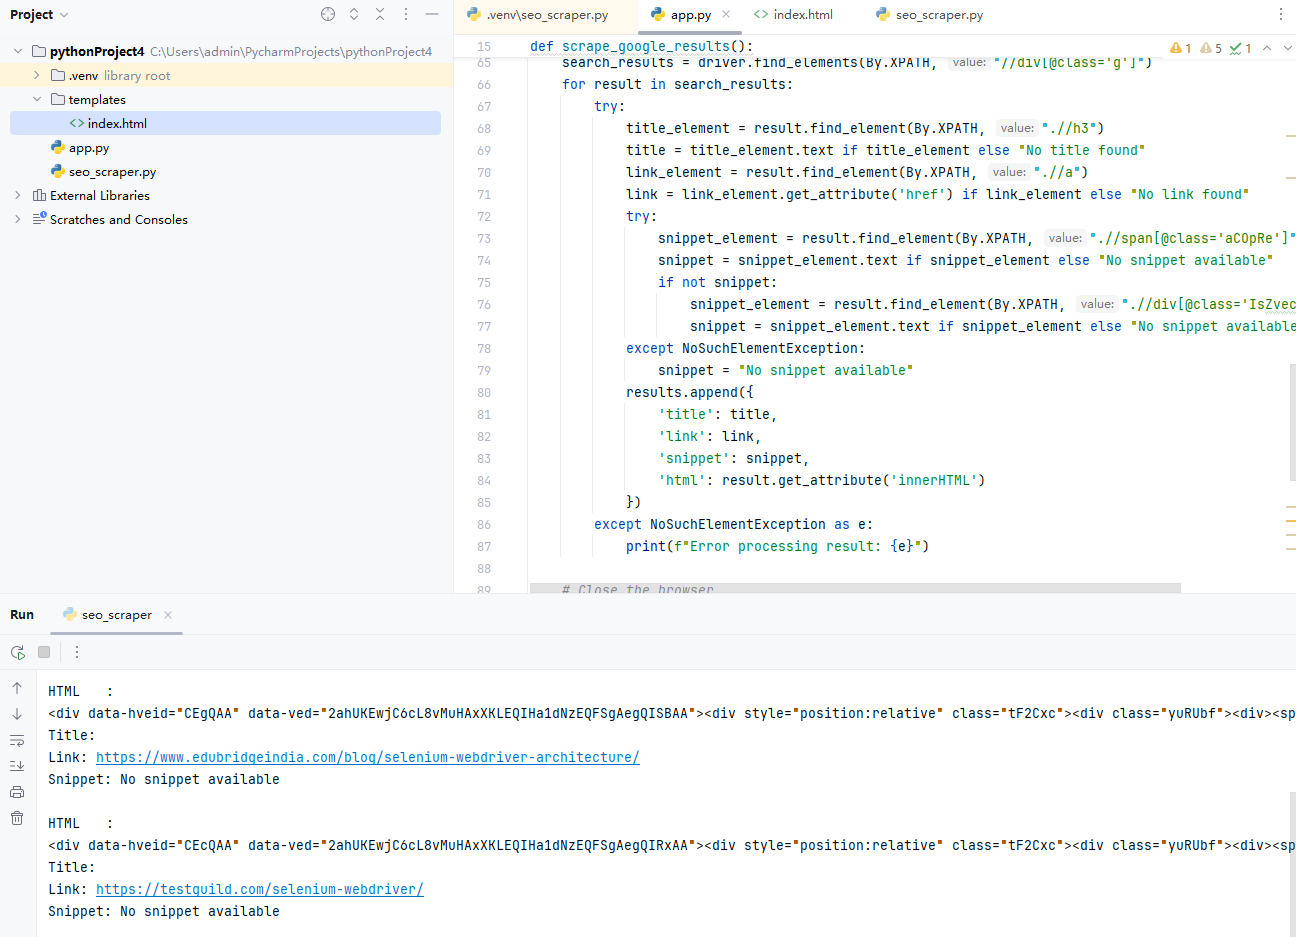 Project
pythonProject4 C:\Users\admin\PycharmProjects\pythonProject4
.venv library root
templates
index.html
app.py
seo_scraper.py
External Libraries
Scratches and Consoles
.venv\seo_scraper.py app.py index.html seo_scraper.py
15 def scrape_google_results(): 1 5 1
65 search_results = driver.find_elements(By.XPATH, value: "//div[@class='g']")
66 for result in search_results:
67 try:
68 title_element = result.find_element(By.XPATH, value: ".//h3")
69 title = title_element.text if title_element else "No title found"
70 link_element = result.find_element(By.XPATH, value: ".//a")
71 link = link_element.get_attribute('href') if link_element else "No link found"
72 try:
73 snippet_element = result.find_element(By.XPATH, value: ".//span[@class='aCOpRe']"
74 snippet = snippet_element.text if snippet_element else "No snippet available"
75 if not snippet:
76 snippet_element = result.find_element(By.XPATH, value: ".//div[@class='IsZvec
77 snippet = snippet_element.text if snippet_element else "No snippet available
78 except NoSuchElementException:
79 snippet = "No snippet available"
80 results.append({
81 'title': title,
82 'link': link,
83 'snippet': snippet,
84 'html': result.get_attribute('innerHTML')
85 })
86 except NoSuchElementException as e:
87 print(f"Error processing result: {e}")
88
89 # Close the browser
Run seo_scraper
HTML :
<div data-hveid="CEgQAA" data-ved="2ahUKEwjC6cL8vMuHAxXKLEQIHa1dNzEQFSgAegQISBAA"><div style="position:relative" class="tF2Cxc"><div class="yuRUbf"><div><sp
Title:
Link: https://www.edubridgeindia.com/blog/selenium-webdriver-architecture/
Snippet: No snippet available
HTML :
<div data-hveid="CEcQAA" data-ved="2ahUKEwjC6cL8vMuHAxXKLEQIHa1dNzEQFSgAegQIRxAA"><div style="position:relative" class="tF2Cxc"><div class="yuRUbf"><div><sp
Title:
Link: https://testguild.com/selenium-webdriver/
Snippet: No snippet available